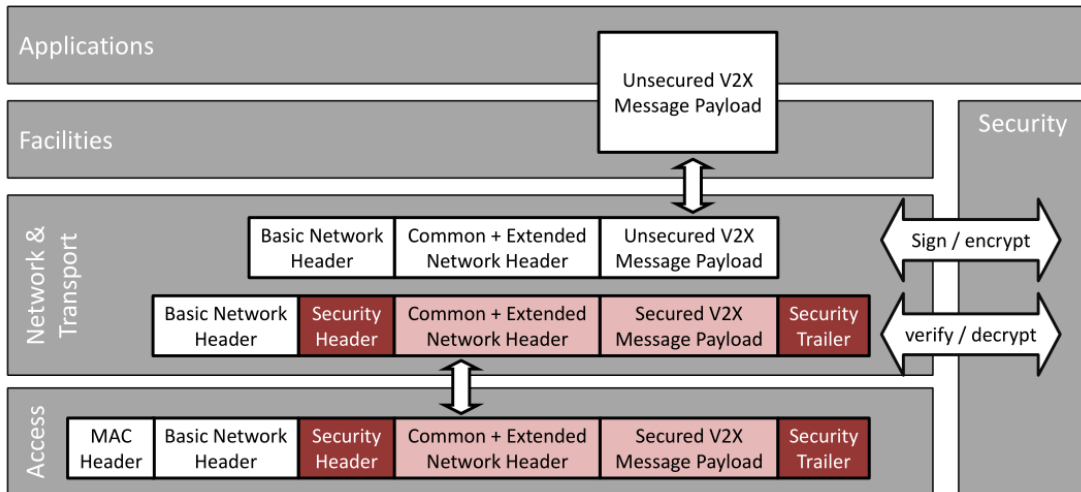 Applications
Unsecured V2X
Message Payload
Facilities
Security
Network &
Transport
Basic Network
Header
Common + Extended
Network Header
Unsecured V2X
Message Payload
Sign / encrypt
Basic Network
Header
Security
Header
Common + Extended
Network Header
Secured V2X
Message Payload
Security
Trailer
verify / decrypt
Access
MAC
Header
Basic Network
Header
Security
Header
Common + Extended
Network Header
Secured V2X
Message Payload
Security
Trailer